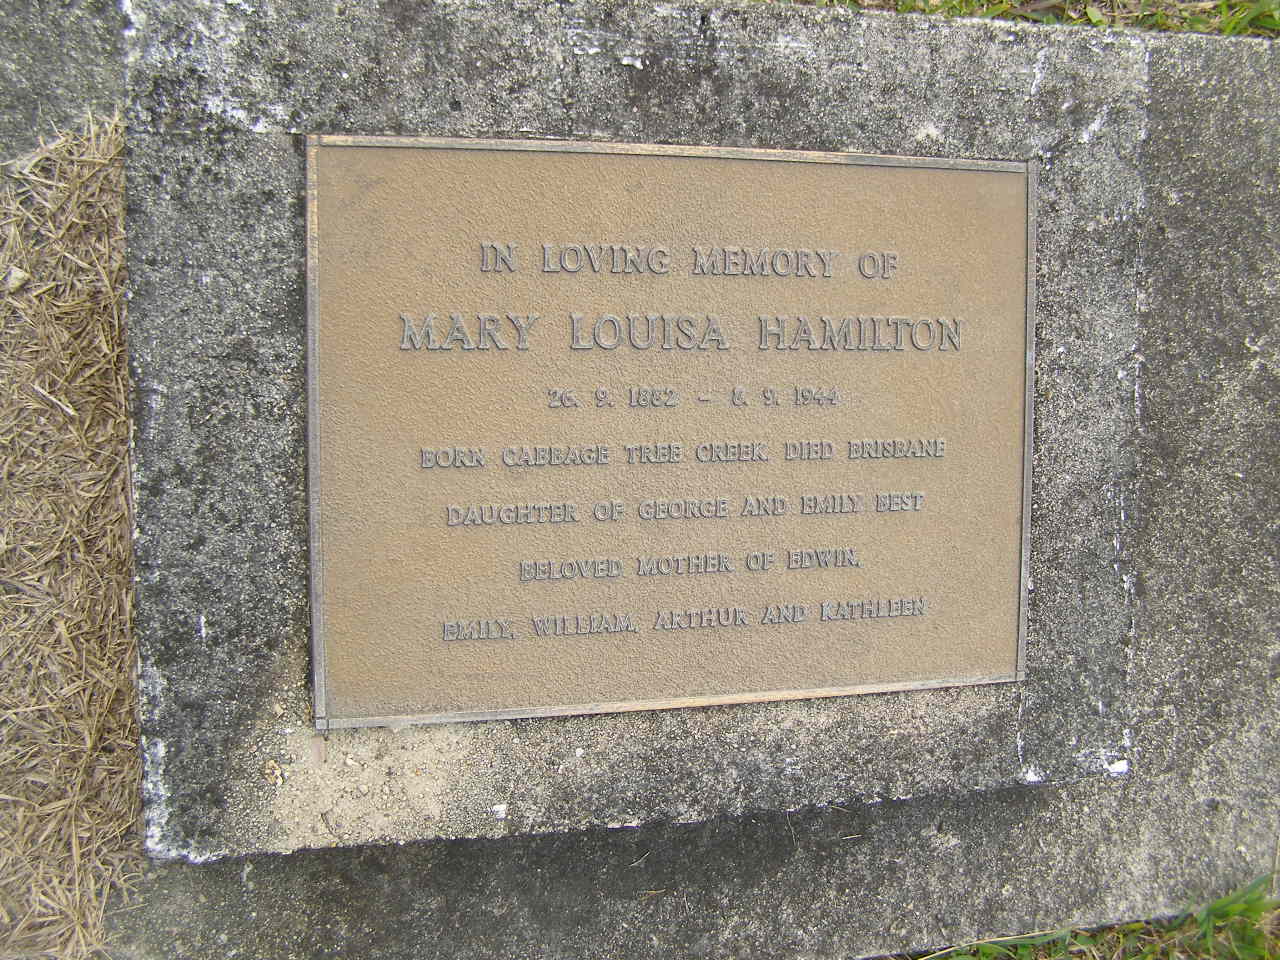 IN LOVING MEMORY OF
MARY LOUISA HAMILTON
26. 9. 1882 - 8. 9. 1944
BORN CABBAGE TREE CREEK. DIED BRISBANE
DAUGHTER OF GEORGE AND EMILY BEST
BELOVED MOTHER OF EDWIN,
EMILY, WILLIAM, ARTHUR AND KATHLEEN